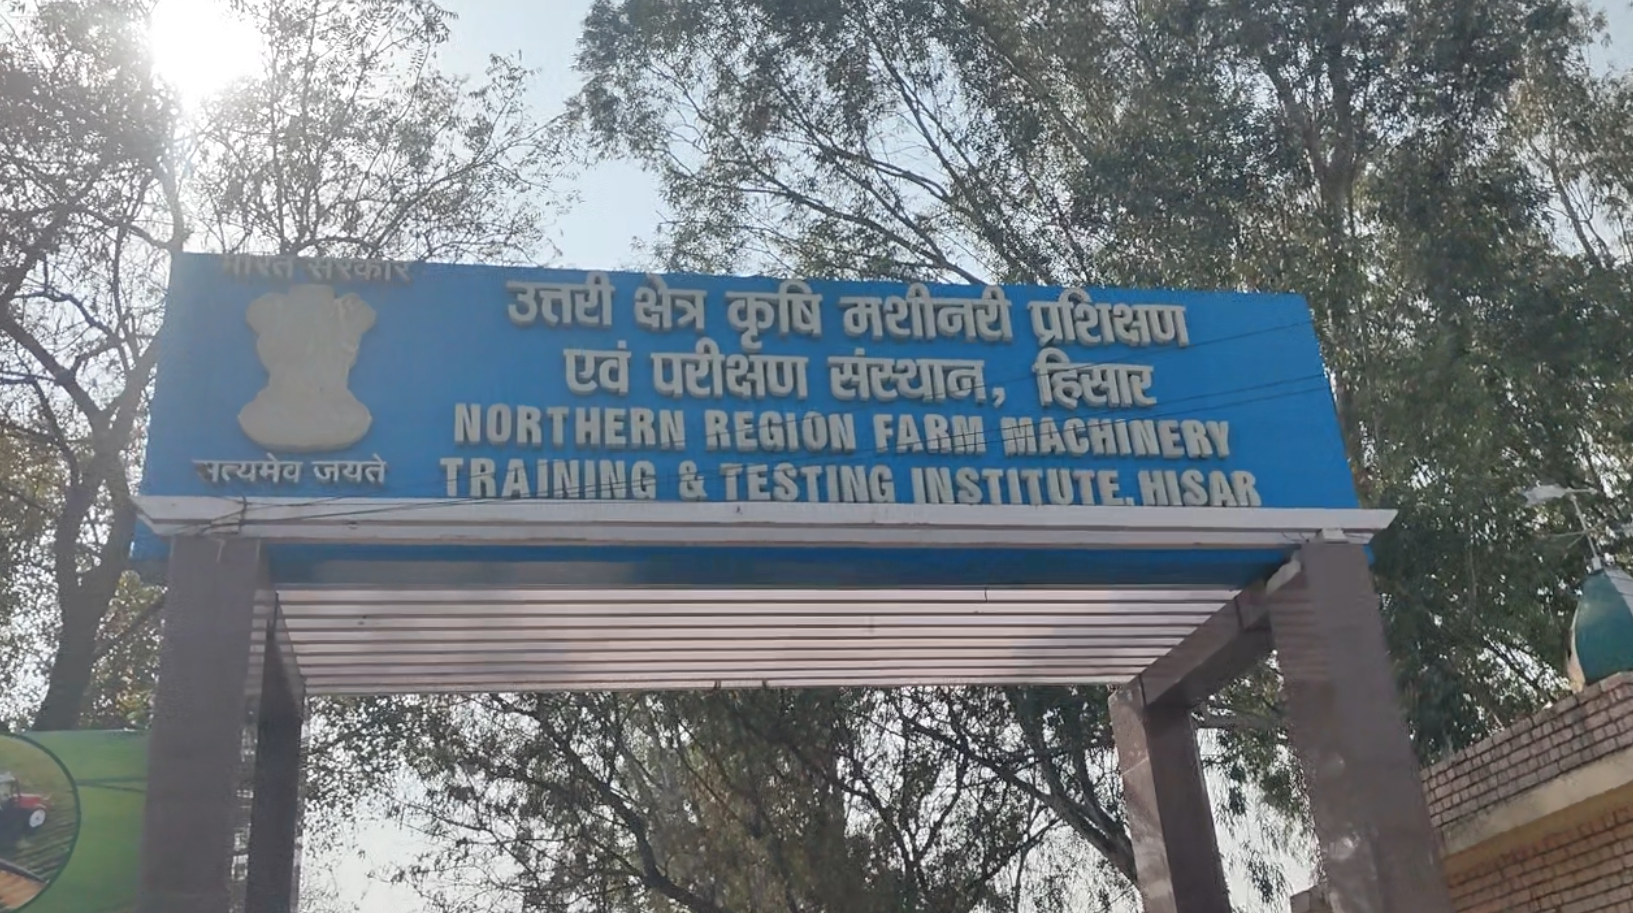 भारत सरकार
सत्यमेव जयते
उत्तरी क्षेत्र कृषि मशीनरी प्रशिक्षण
एवं परीक्षण संस्थान, हिसार
NORTHERN REGION FARM MACHINERY
TRAINING & TESTING INSTITUTE, HISAR